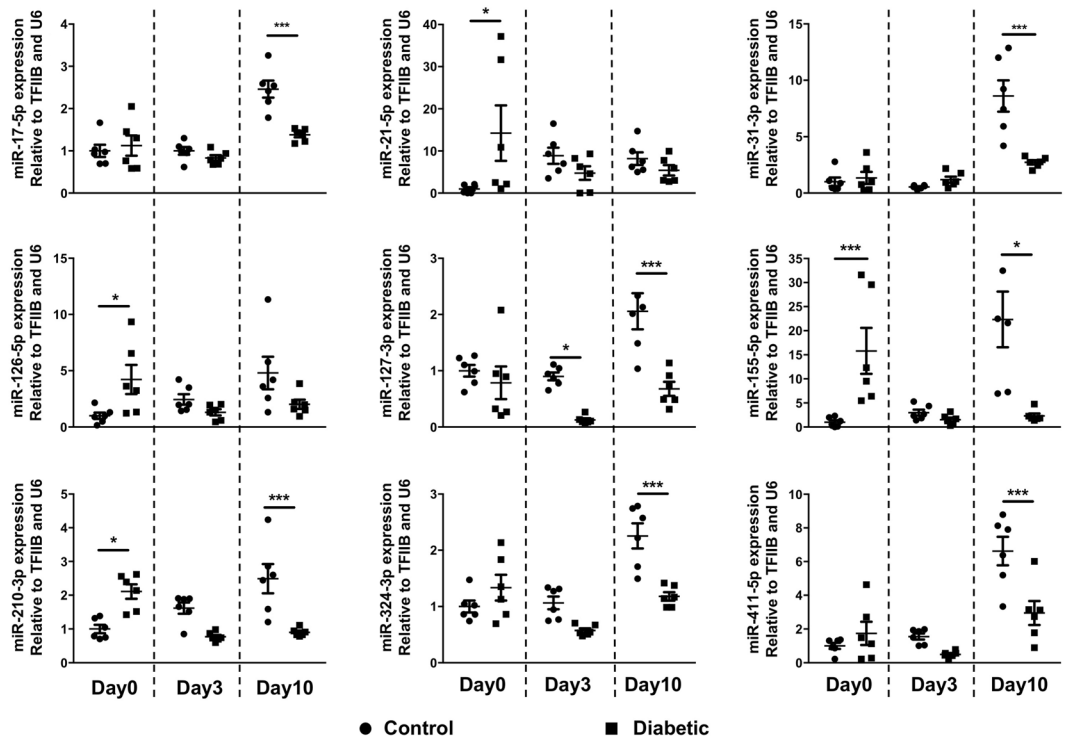 miR-17-5p expression
Relative to TFIIB and U6
4
3
2
1
0
***
miR-21-5p expression
Relative to TFIIB and U6
40
30
20
10
0
*
miR-31-3p expression
Relative to TFIIB and U6
15
10
5
0
***
miR-126-5p expression
Relative to TFIIB and U6
15
10
5
0
*
miR-127-3p expression
Relative to TFIIB and U6
3
2
1
0
*
***
miR-155-5p expression
Relative to TFIIB and U6
35
30
25
20
15
10
5
0
***
*
miR-210-3p expression
Relative to TFIIB and U6
5
4
3
2
1
0
*
***
Day0 Day3 Day10
miR-324-3p expression
Relative to TFIIB and U6
3
2
1
0
***
Day0 Day3 Day10
miR-411-5p expression
Relative to TFIIB and U6
10
8
6
4
2
0
***
Day0 Day3 Day10
Control Diabetic